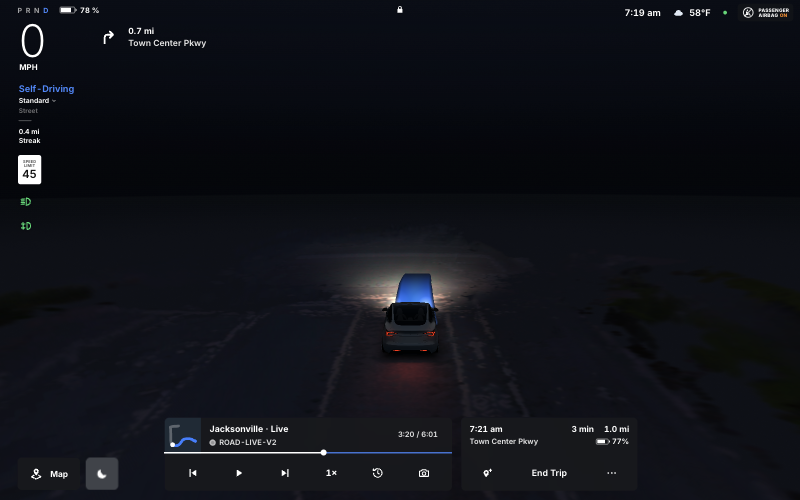 P R N D 78 %
7:19 am 58°F PASSENGER
AIRBAG ON
0
MPH
0.7 mi
Town Center Pkwy
Self-Driving
Standard
Street
0.4 mi
Streak
SPEED
LIMIT
45
Jacksonville · Live
ROAD-LIVE-V2
3:20 / 6:01
1×
7:21 am 3 min 1.0 mi
Town Center Pkwy 77%
End Trip
Map